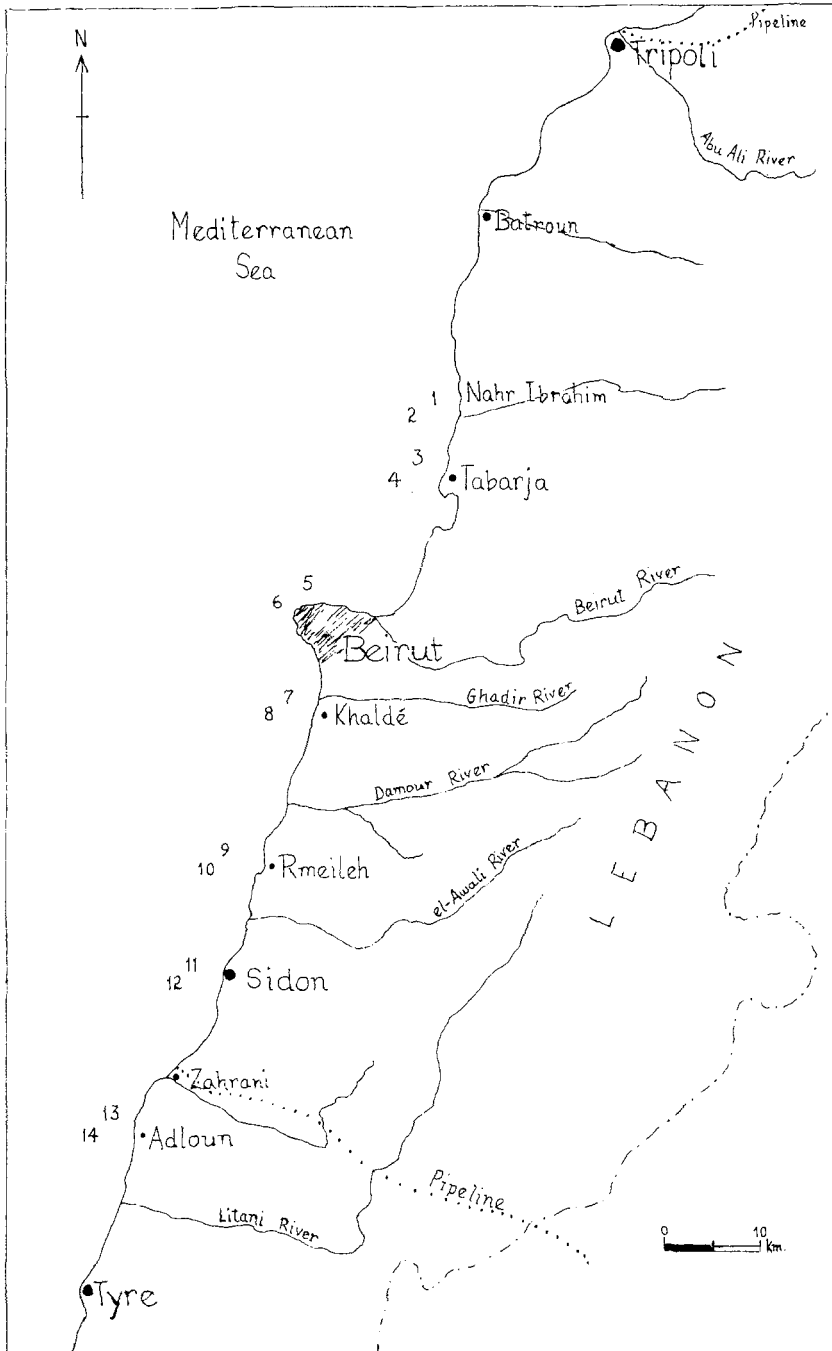 N
Pipeline
Tripoli
Abu Ali River
Mediterranean
Sea
Batroun
1
Nahr Ibrahim
2
3
4
Tabarja
5
6
Beirut River
Beirut
7
Ghadir River
8
Khaldé
Damour River
LEBANON
9
10
Rmeileh
el-Awali River
11
12
Sidon
Zahrani
13
14
Adloun
Pipeline
Litani River
0 10
Km.
Tyre